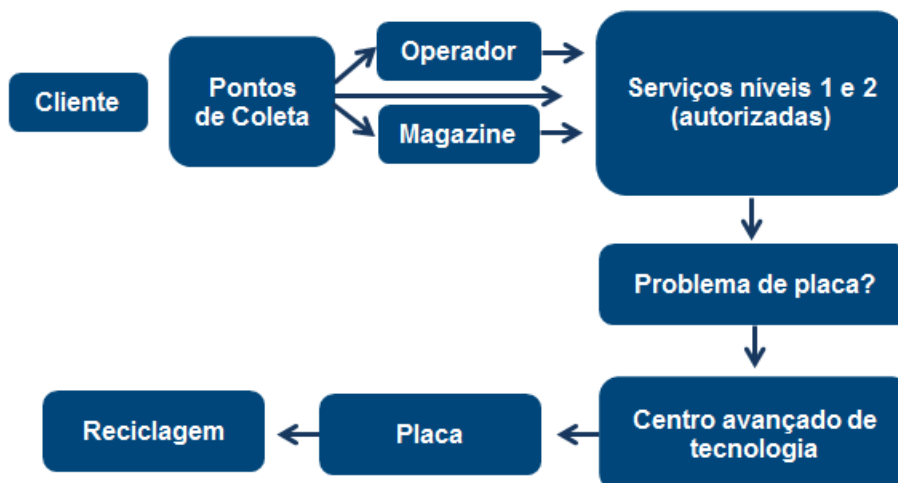 Cliente
Pontos
de Coleta
Operador
Magazine
Serviços níveis 1 e 2
(autorizadas)
Problema de placa?
Centro avançado de
tecnologia
Placa
Reciclagem